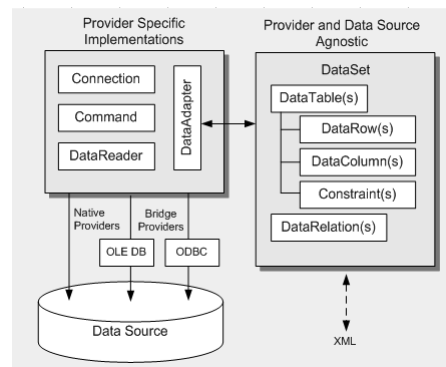 Provider Specific
Implementations
Connection
Command
DataReader
DataAdapter
Native
Providers
Bridge
Providers
OLE DB
ODBC
Data Source
Provider and Data Source
Agnostic
DataSet
DataTable(s)
DataRow(s)
DataColumn(s)
Constraint(s)
DataRelation(s)
XML